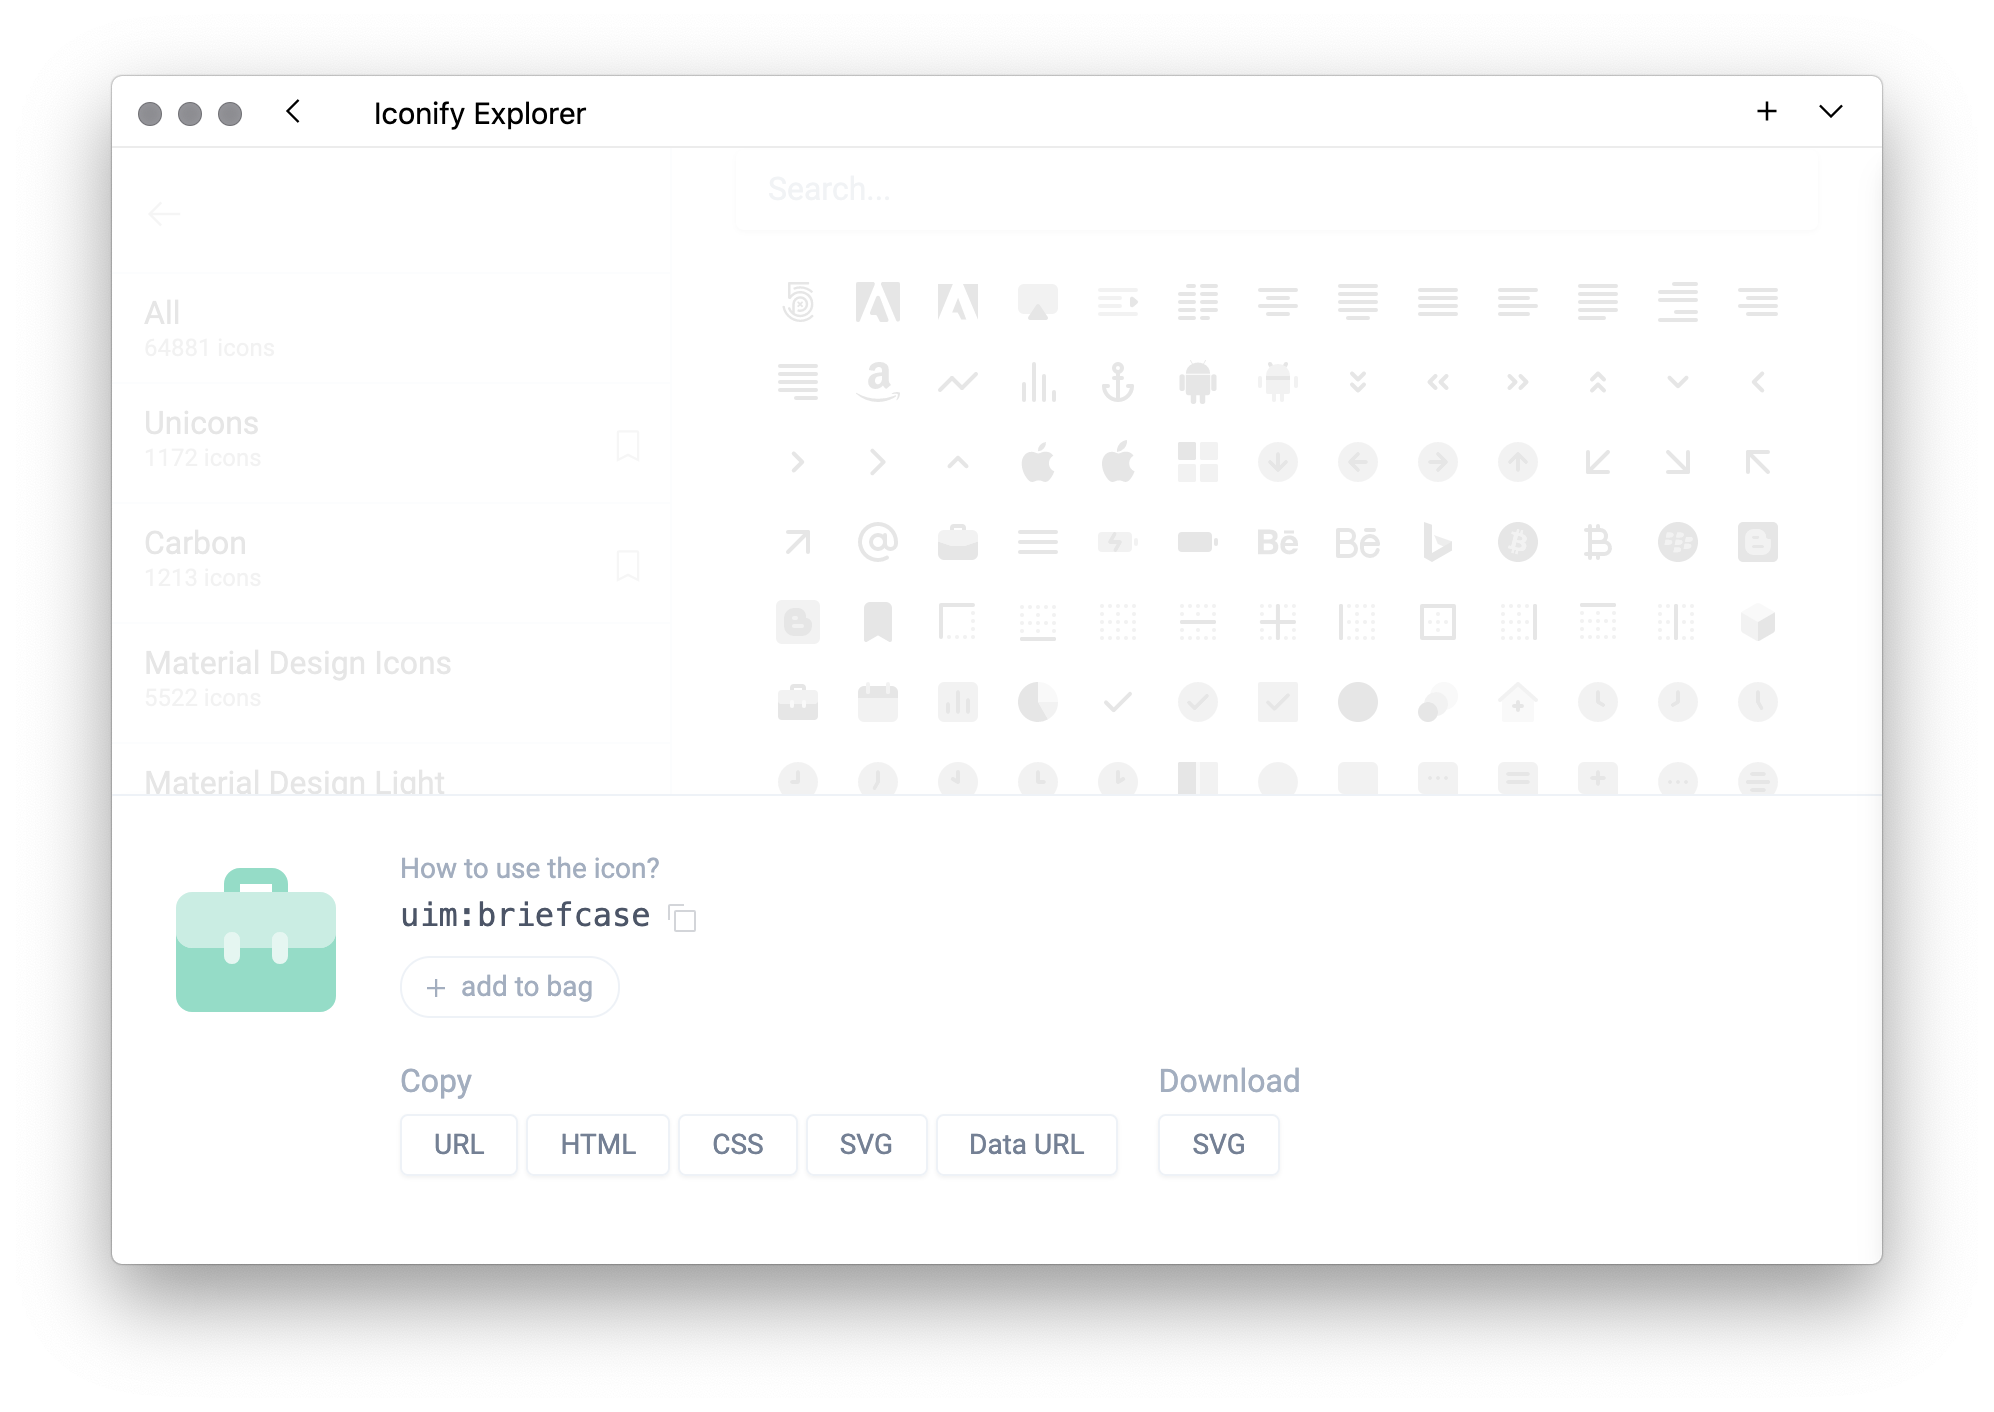 Iconify Explorer
Search...
All
64881 icons
Unicons
1172 icons
Carbon
1213 icons
Material Design Icons
5522 icons
Material Design Light
How to use the icon?
uim:briefcase
+ add to bag
Copy
Download
URL HTML CSS SVG Data URL SVG